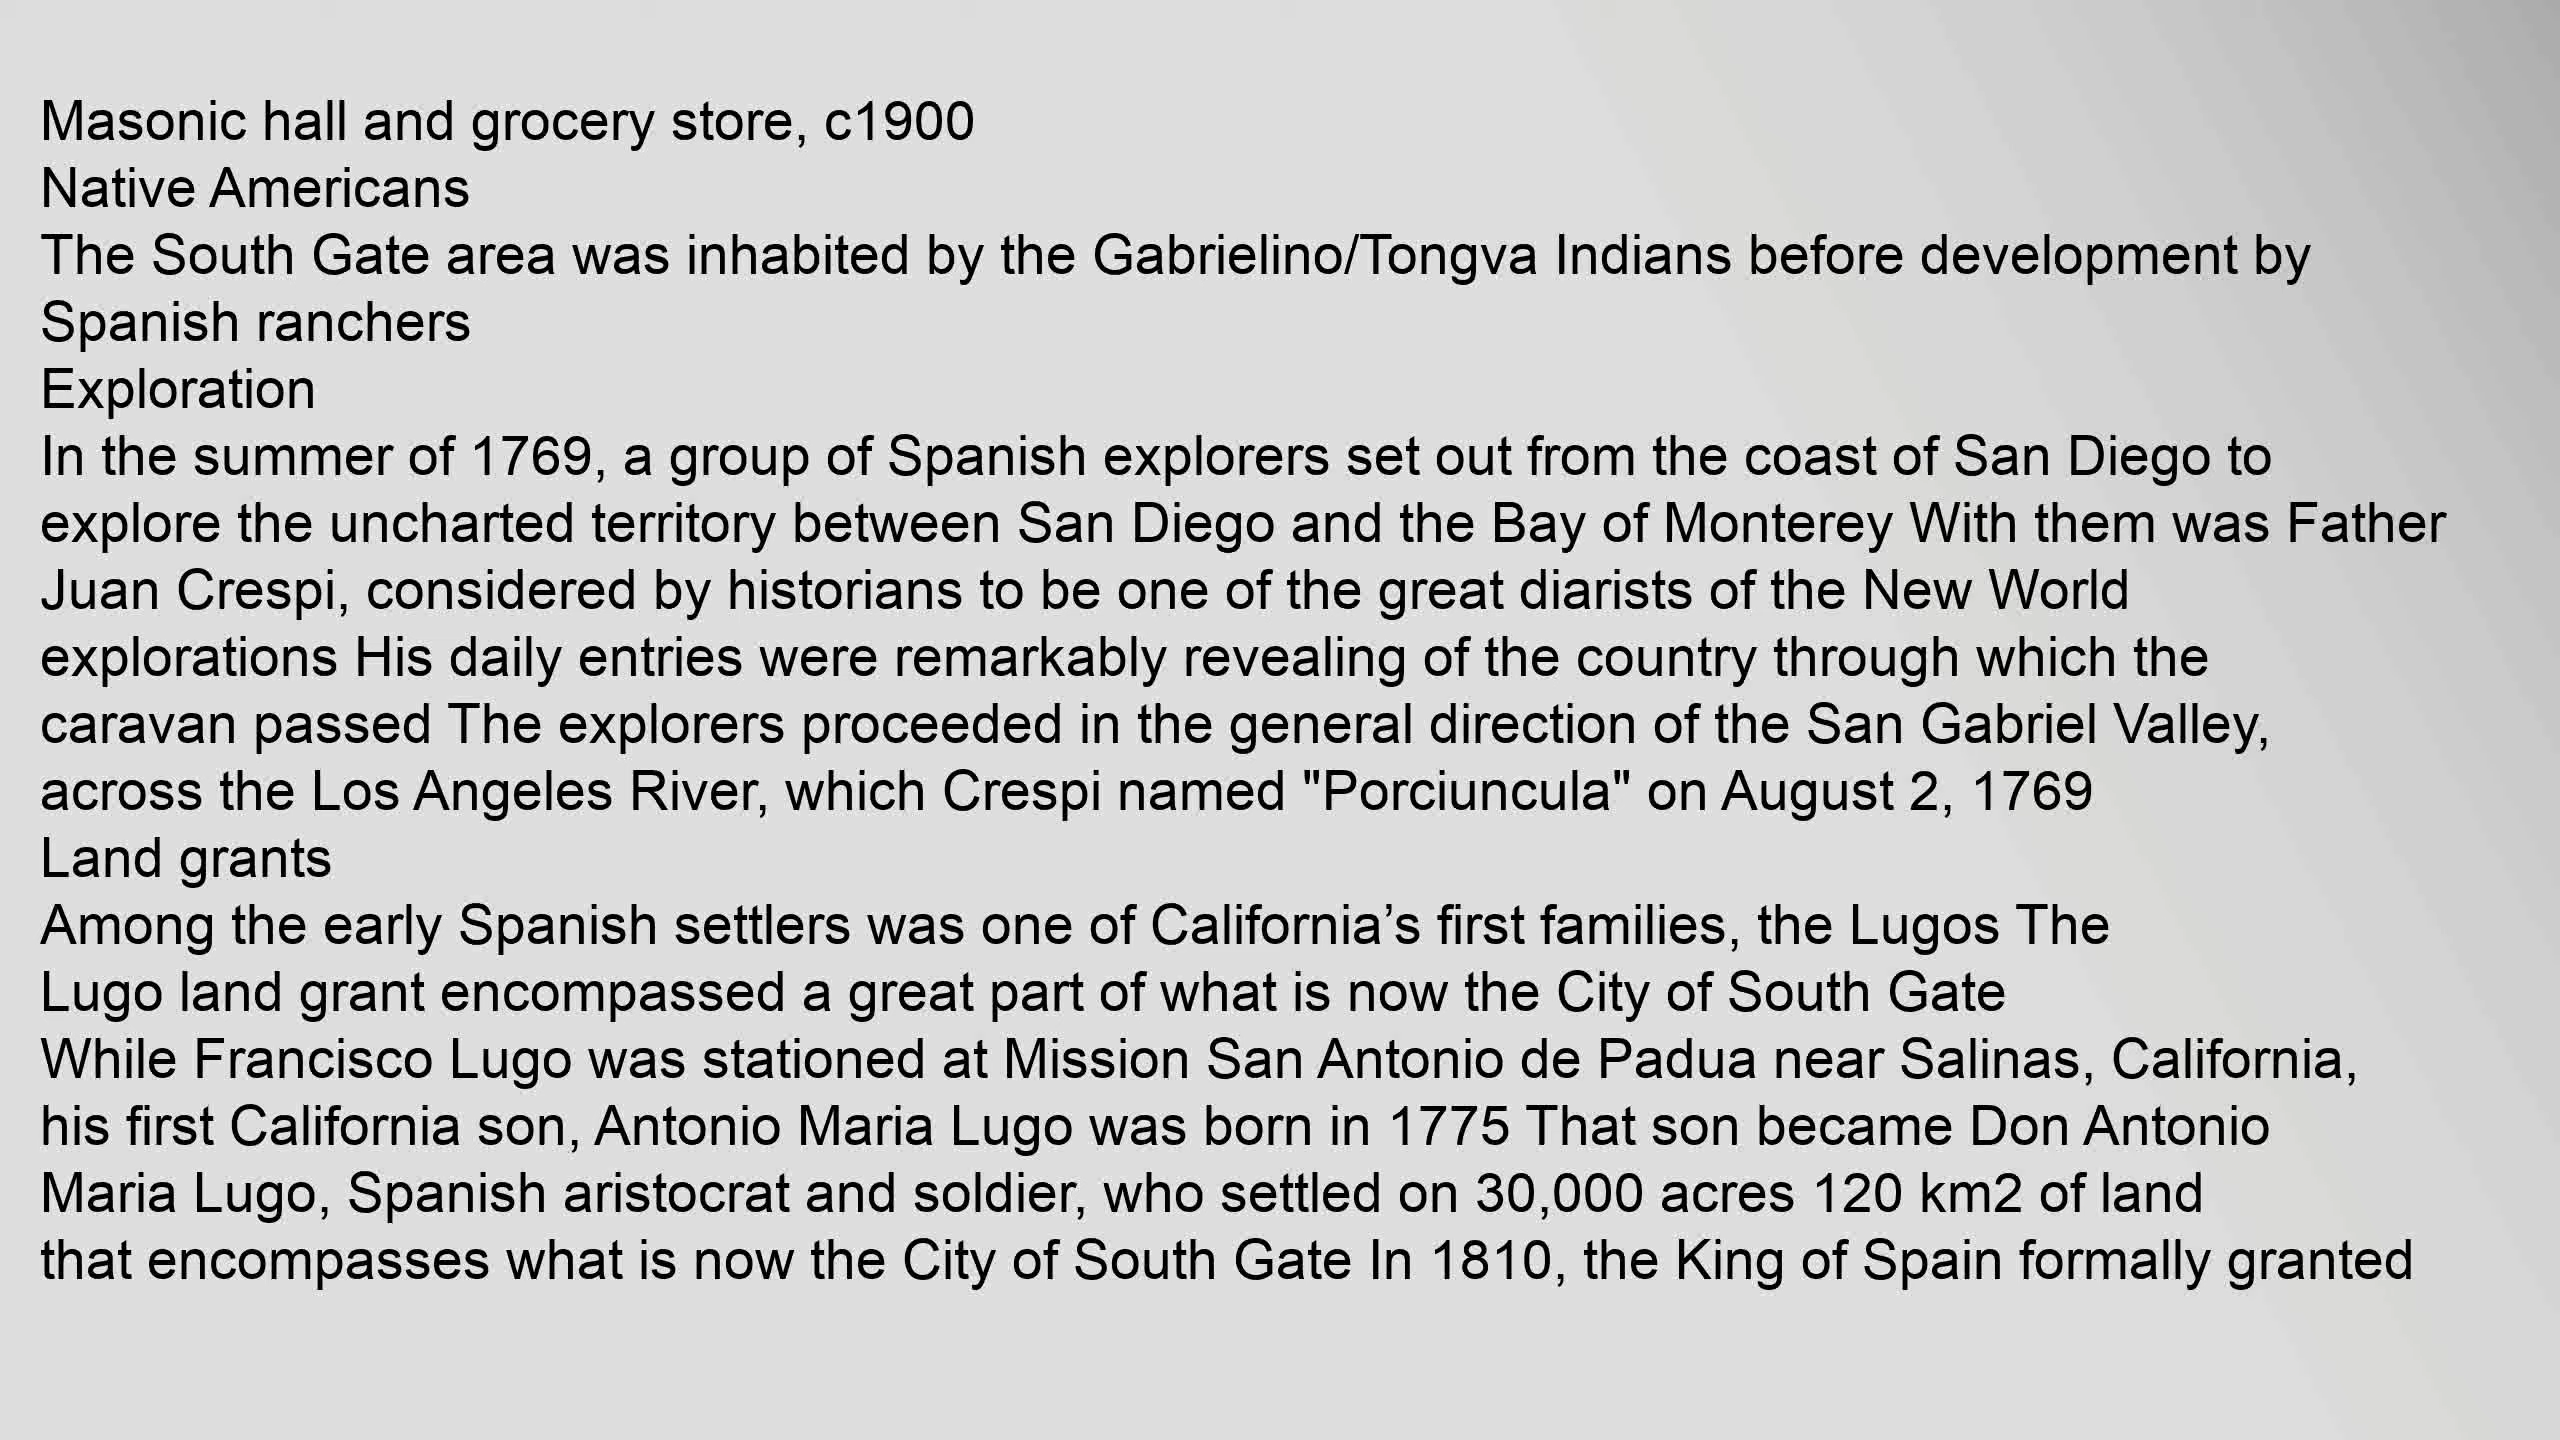 Masonic hall and grocery store, c1900
Native Americans
The South Gate area was inhabited by the Gabrielino/Tongva Indians before development by
Spanish ranchers
Exploration
In the summer of 1769, a group of Spanish explorers set out from the coast of San Diego to
explore the uncharted territory between San Diego and the Bay of Monterey With them was Father
Juan Crespi, considered by historians to be one of the great diarists of the New World
explorations His daily entries were remarkably revealing of the country through which the
caravan passed The explorers proceeded in the general direction of the San Gabriel Valley,
across the Los Angeles River, which Crespi named "Porciuncula" on August 2, 1769
Land grants
Among the early Spanish settlers was one of California’s first families, the Lugos The
Lugo land grant encompassed a great part of what is now the City of South Gate
While Francisco Lugo was stationed at Mission San Antonio de Padua near Salinas, California,
his first California son, Antonio Maria Lugo was born in 1775 That son became Don Antonio
Maria Lugo, Spanish aristocrat and soldier, who settled on 30,000 acres 120 km2 of land
that encompasses what is now the City of South Gate In 1810, the King of Spain formally granted